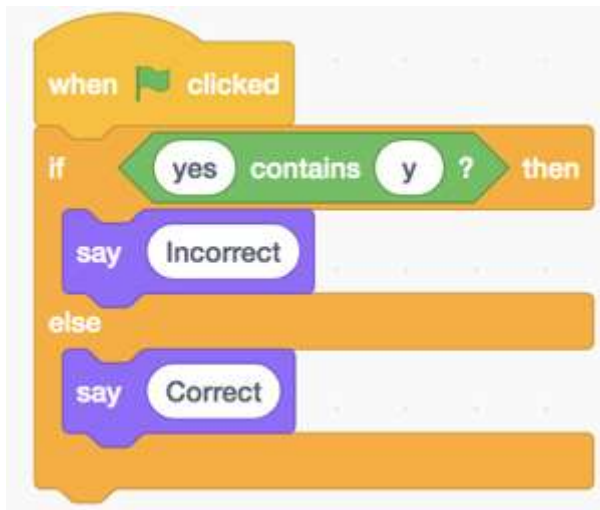 when clicked
if yes contains y ? then
say Incorrect
else
say Correct